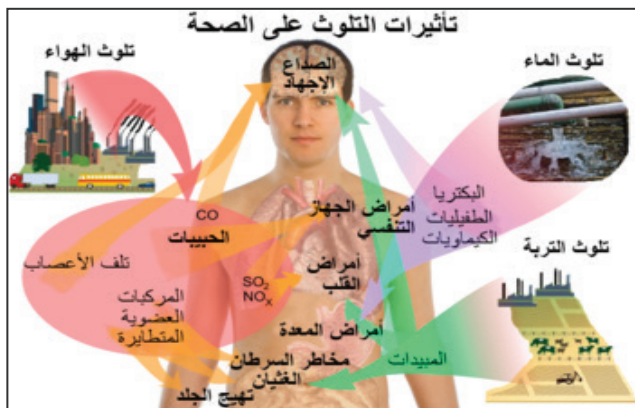 تأثيرات التلوث على الصحة
تلوث الماء
تلوث الهواء
الصداع
الإجهاد
البكتريا
الطفيليات
الكيماويات
أمراض الجهاز
التنفسي
CO
الحبيبات
تلوث التربة
أمراض
القلب
SO₂
NOₓ
تلف الأعصاب
المركبات
العضوية
المتطايرة
أمراض المعدة
المبيدات
مخاطر السرطان
الغثيان
تهيج الجلد